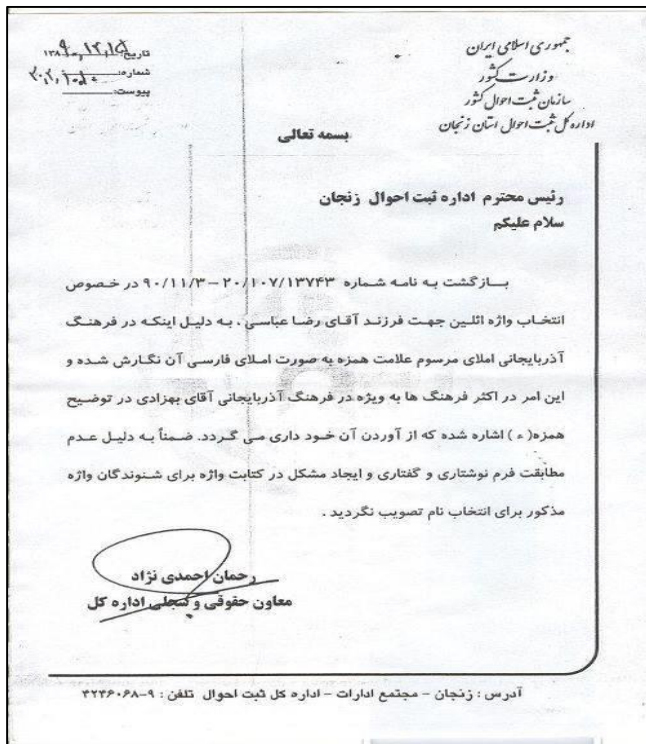 جمهوری اسلامی ایران
وزارت کشور
سازمان ثبت احوال کشور
اداره کل ثبت احوال استان زنجان
تاریخ:
شماره:
پیوست:
بسمه تعالی
رئیس محترم اداره ثبت احوال زنجان
سلام علیکم
بازگشت به نامه شماره ۲۰/۱۰۷/۱۳۷۴۳ – ۹۰/۱۱/۳ در خصوص
انتخاب واژه ائلین جهت فرزند آقای رضا عباسی ، به دلیل اینکه در فرهنگ
آذربایجانی املای مرسوم علامت همزه به صورت املای فارسی آن نگارش شده و
این امر در اکثر فرهنگ ها به ویژه در فرهنگ آذربایجانی آقای بهزادی در توضیح
همزه( ء ) اشاره شده که از آوردن آن خود داری می گردد. ضمناً به دلیل عدم
مطابقت فرم نوشتاری و گفتاری و ایجاد مشکل در کتابت واژه برای شنوندگان واژه
مذکور برای انتخاب نام تصویب نگردید .
رحمان احمدی نژاد
معاون حقوقی و سجلی اداره کل
آدرس : زنجان – مجتمع ادارات – اداره کل ثبت احوال تلفن : ۹-۴۲۴۶۰۶۸